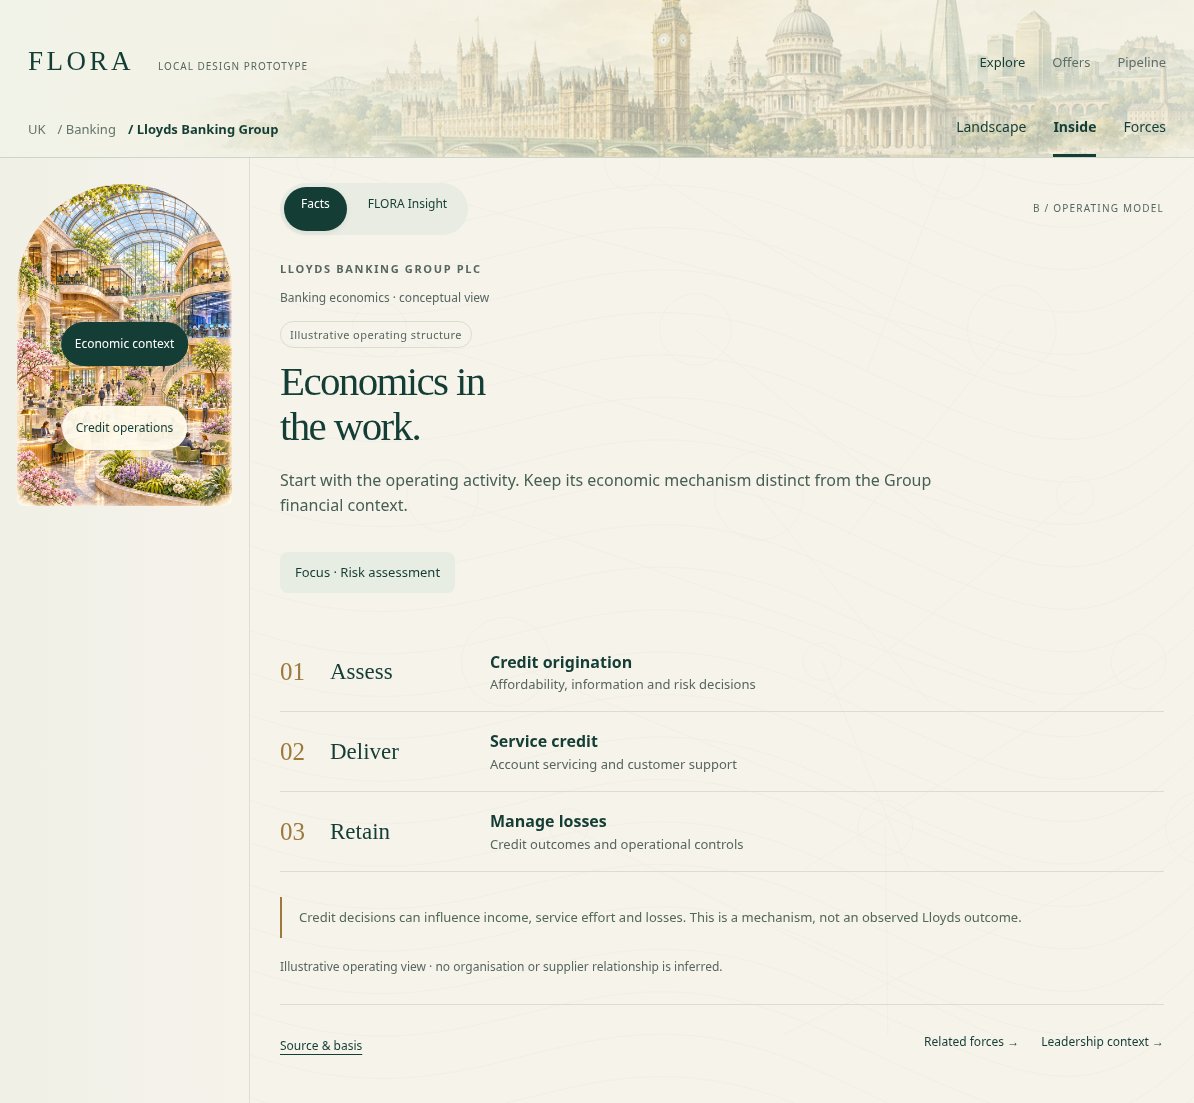 FLORA
LOCAL DESIGN PROTOTYPE
Explore
Offers
Pipeline
UK / Banking / Lloyds Banking Group
Landscape
Inside
Forces
Economic context
Credit operations
Facts
FLORA Insight
B / OPERATING MODEL
LLOYDS BANKING GROUP PLC
Banking economics · conceptual view
Illustrative operating structure
Economics in
the work.
Start with the operating activity. Keep its economic mechanism distinct from the Group
financial context.
Focus · Risk assessment
01 Assess
Credit origination
Affordability, information and risk decisions
02 Deliver
Service credit
Account servicing and customer support
03 Retain
Manage losses
Credit outcomes and operational controls
Credit decisions can influence income, service effort and losses. This is a mechanism, not an observed Lloyds outcome.
Illustrative operating view · no organisation or supplier relationship is inferred.
Source & basis
Related forces →
Leadership context →